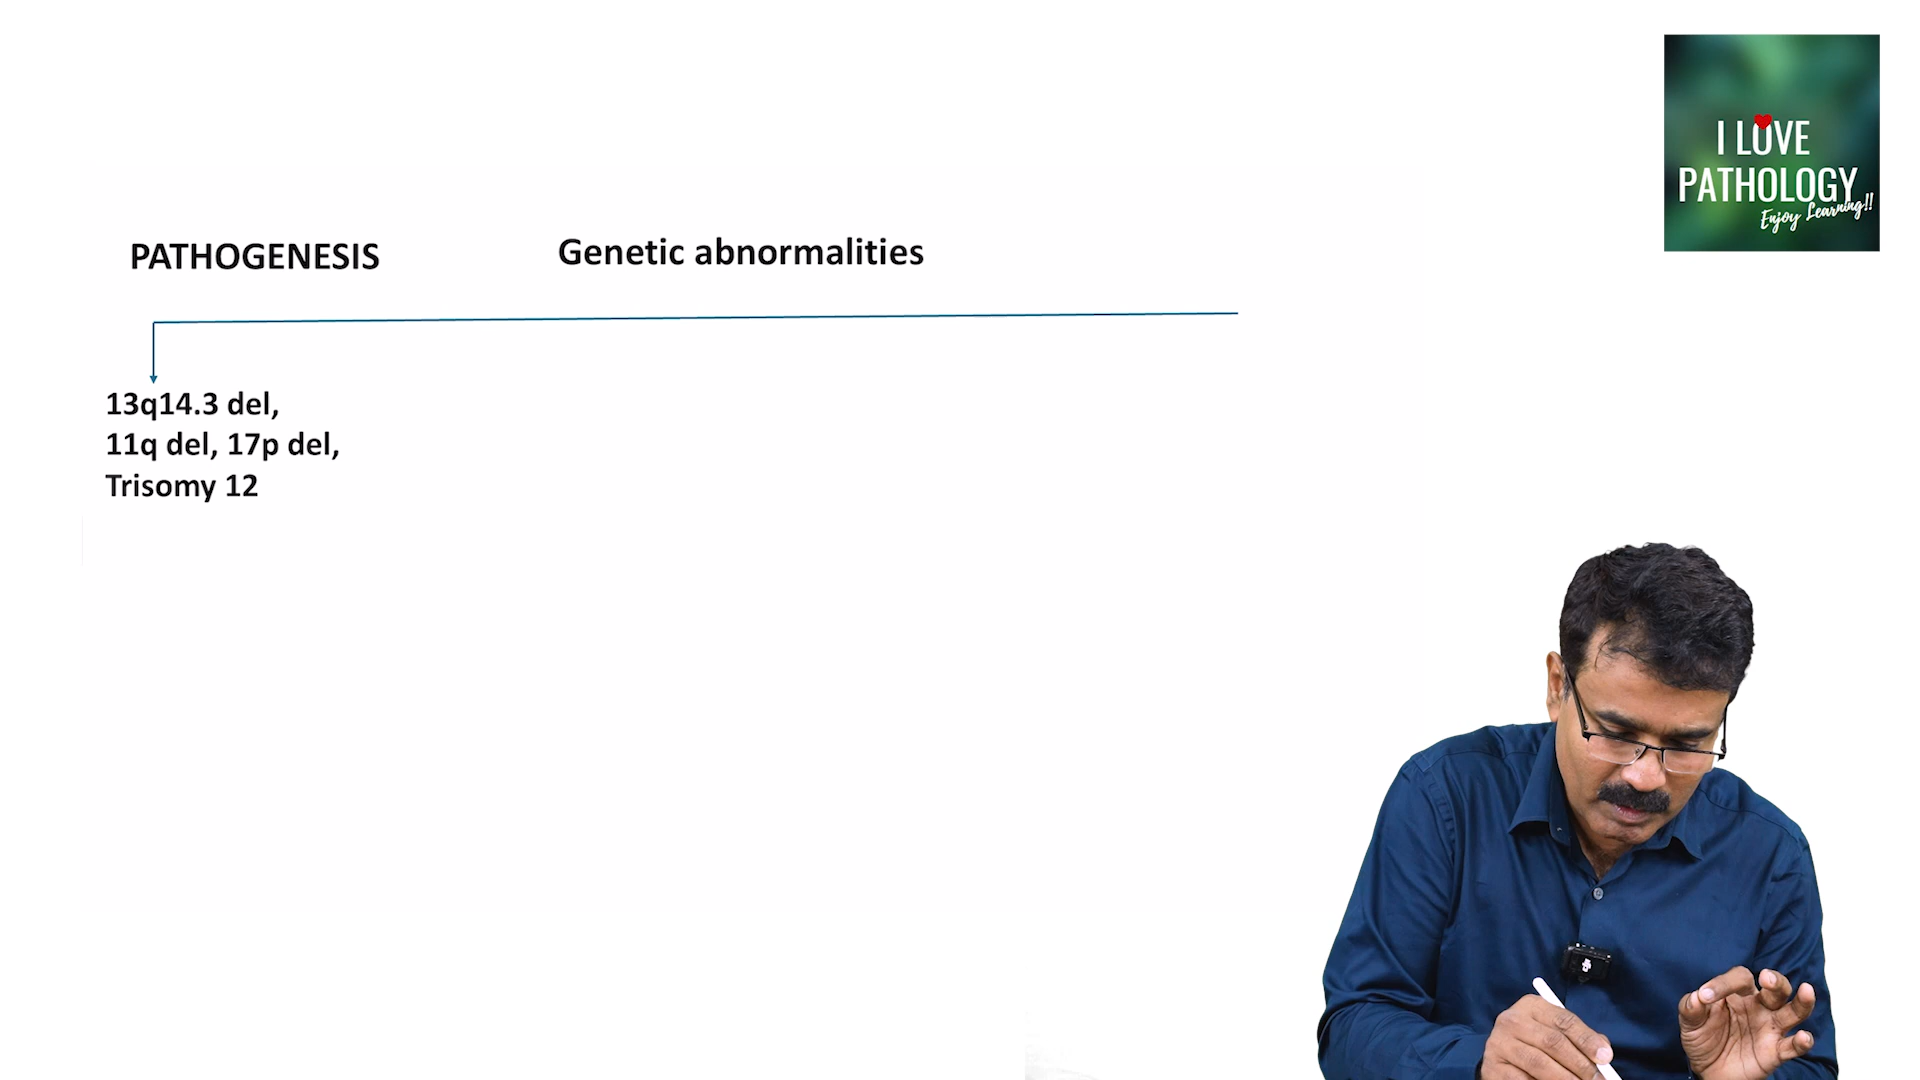 I LOVE
PATHOLOGY
Enjoy Learning!!
PATHOGENESIS
Genetic abnormalities
13q14.3 del,
11q del, 17p del,
Trisomy 12